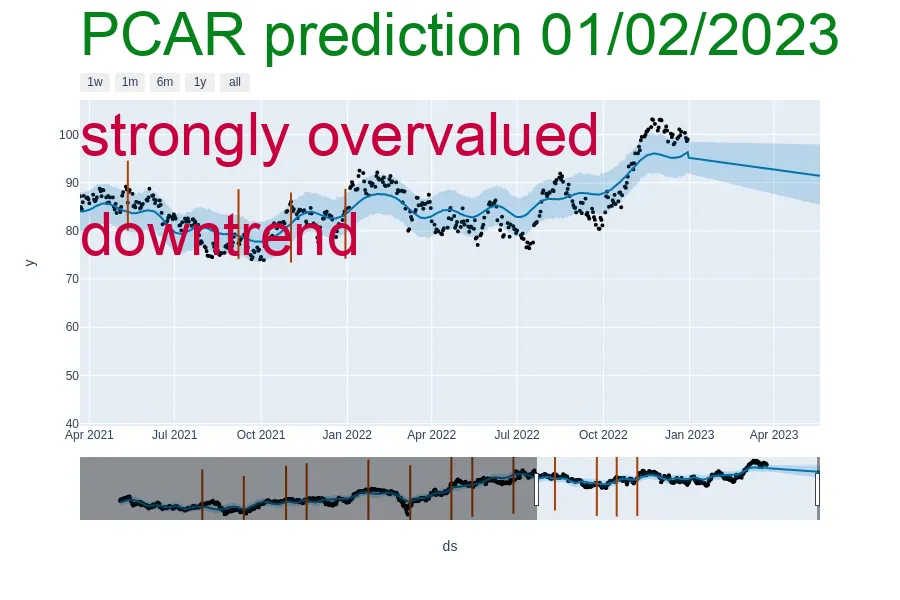 PCAR prediction 01/02/2023
1w 1m 6m 1y all
strongly overvalued
downtrend
100
90
80
70
60
50
40
y
Apr 2021 Jul 2021 Oct 2021 Jan 2022 Apr 2022 Jul 2022 Oct 2022 Jan 2023 Apr 2023
ds